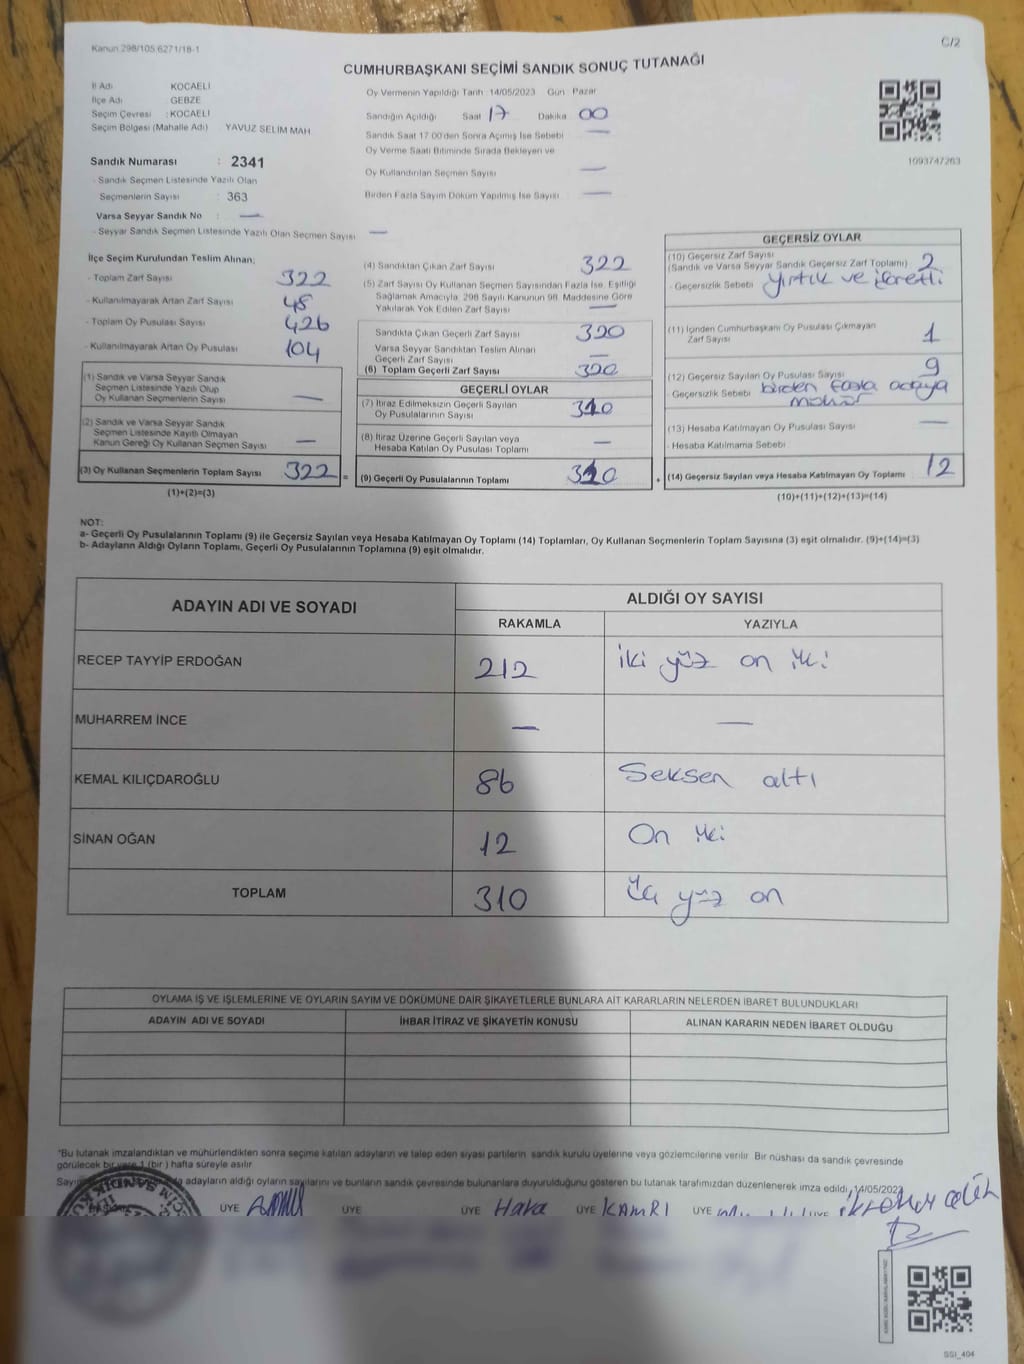 Kanun 298/105.6271/18-1
C/2
CUMHURBAŞKANI SEÇİMİ SANDIK SONUÇ TUTANAĞI
İl Adı KOCAELİ
İlçe Adı GEBZE
Seçim Çevresi : KOCAELİ
Seçim Bölgesi (Mahalle Adı) YAVUZ SELİM MAH
Sandık Numarası : 2341
- Sandık Seçmen Listesinde Yazılı Olan
Seçmenlerin Sayısı : 363
Varsa Seyyar Sandık No : —
- Seyyar Sandık Seçmen Listesinde Yazılı Olan Seçmen Sayısı —
Oy Vermenin Yapıldığı Tarih :14/05/2023 Gün Pazar
Sandığın Açıldığı Saat 17 Dakika 00
Sandık Saat 17.00'den Sonra Açımış İse Sebebi —
Oy Verme Saati Bitiminde Sırada Bekleyen ve
Oy Kullandırılan Seçmen Sayısı —
Birden Fazla Sayım Döküm Yapılmış İse Sayısı —
1093747263
İlçe Seçim Kurulundan Teslim Alınan;
- Toplam Zarf Sayısı 322
- Kullanılmayarak Artan Zarf Sayısı 48
- Toplam Oy Pusulası Sayısı 426
- Kullanılmayarak Artan Oy Pusulası 104
(1) Sandık ve Varsa Seyyar Sandık
Seçmen Listesinde Yazılı Olup
Oy Kullanan Seçmenlerin Sayısı —
(2) Sandık ve Varsa Seyyar Sandık
Seçmen Listesinde Kayıtlı Olmayan
Kanun Gereği Oy Kullanan Seçmen Sayısı —
(3) Oy Kullanan Seçmenlerin Toplam Sayısı 322 =
(1)+(2)=(3)
(4) Sandıktan Çıkan Zarf Sayısı 322
(5) Zarf Sayısı Oy Kullanan Seçmen Sayısından Fazla İse, Eşitliği
Sağlamak Amacıyla, 298 Sayılı Kanunun 98. Maddesine Göre
Yakılarak Yok Edilen Zarf Sayısı —
Sandıkta Çıkan Geçerli Zarf Sayısı 320
Varsa Seyyar Sandıktan Teslim Alınan
Geçerli Zarf Sayısı —
(6) Toplam Geçerli Zarf Sayısı 320
GEÇERLİ OYLAR
(7) İtiraz Edilmeksizin Geçerli Sayılan
Oy Pusulalarının Sayısı 310
(8) İtiraz Üzerine Geçerli Sayılan veya
Hesaba Katılan Oy Pusulası Toplamı —
(9) Geçerli Oy Pusulalarının Toplamı 310 +
GEÇERSİZ OYLAR
(10) Geçersiz Zarf Sayısı
(Sandık ve Varsa Seyyar Sandık Geçersiz Zarf Toplamı) 2
- Geçersizlik Sebebi yırtık ve işaretli
(11) İçinden Cumhurbaşkanı Oy Pusulası Çıkmayan
Zarf Sayısı 1
(12) Geçersiz Sayılan Oy Pusulası Sayısı 9
Geçersizlik Sebebi birden fazla adaya
mühür
(13) Hesaba Katılmayan Oy Pusulası Sayısı —
- Hesaba Katılmama Sebebi
(14) Geçersiz Sayılan veya Hesaba Katılmayan Oy Toplamı 12
(10)+(11)+(12)+(13)=(14)
NOT:
a- Geçerli Oy Pusulalarının Toplamı (9) ile Geçersiz Sayılan veya Hesaba Katılmayan Oy Toplamı (14) Toplamları, Oy Kullanan Seçmenlerin Toplam Sayısına (3) eşit olmalıdır. (9)+(14)=(3)
b- Adayların Aldığı Oyların Toplamı, Geçerli Oy Pusulalarının Toplamına (9) eşit olmalıdır.
ADAYIN ADI VE SOYADI ALDIĞI OY SAYISI
RAKAMLA YAZIYLA
RECEP TAYYİP ERDOĞAN 212 iki yüz on iki
MUHARREM İNCE — —
KEMAL KILIÇDAROĞLU 86 Seksen altı
SİNAN OĞAN 12 On iki
TOPLAM 310 üç yüz on
OYLAMA İŞ VE İŞLEMLERİNE VE OYLARIN SAYIM VE DÖKÜMÜNE DAİR ŞİKAYETLERLE BUNLARA AİT KARARLARIN NELERDEN İBARET BULUNDUKLARI
ADAYIN ADI VE SOYADI İHBAR İTİRAZ VE ŞİKAYETİN KONUSU ALINAN KARARIN NEDEN İBARET OLDUĞU
*Bu tutanak imzalandıktan ve mühürlendikten sonra seçime katılan adayların ve talep eden siyasi partilerin sandık kurulu üyelerine veya gözlemcilerine verilir. Bir nüshası da sandık çevresinde
görülecek bir yere 1 (bir ) hafta süreyle asılır
adayların aldığı oyların sayılarını ve bunların sandık çevresinde bulunanlara duyurulduğunu gösteren bu tutanak tarafımızdan düzenlenerek imza edildi. 14/05/2023
ÜYE ÜYE ÜYE ÜYE KAMRI ÜYE ÜYE
SSİ_404